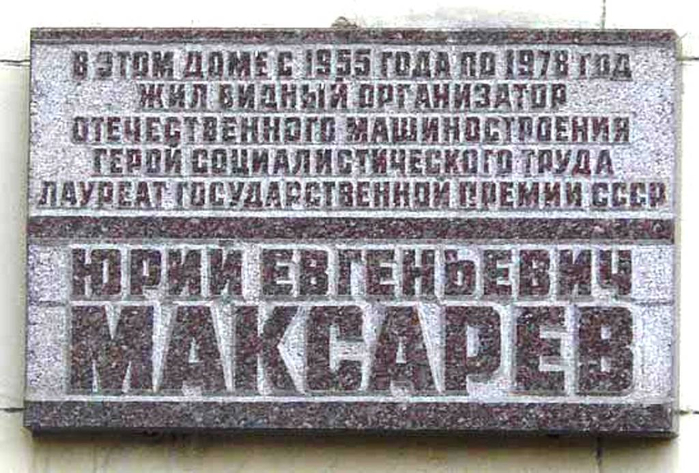 В ЭТОМ ДОМЕ С 1955 ГОДА ПО 1978 ГОД
ЖИЛ ВИДНЫЙ ОРГАНИЗАТОР
ОТЕЧЕСТВЕННОГО МАШИНОСТРОЕНИЯ
ГЕРОЙ СОЦИАЛИСТИЧЕСКОГО ТРУДА
ЛАУРЕАТ ГОСУДАРСТВЕННОЙ ПРЕМИИ СССР
ЮРИЙ ЕВГЕНЬЕВИЧ
МАКСАРЕВ